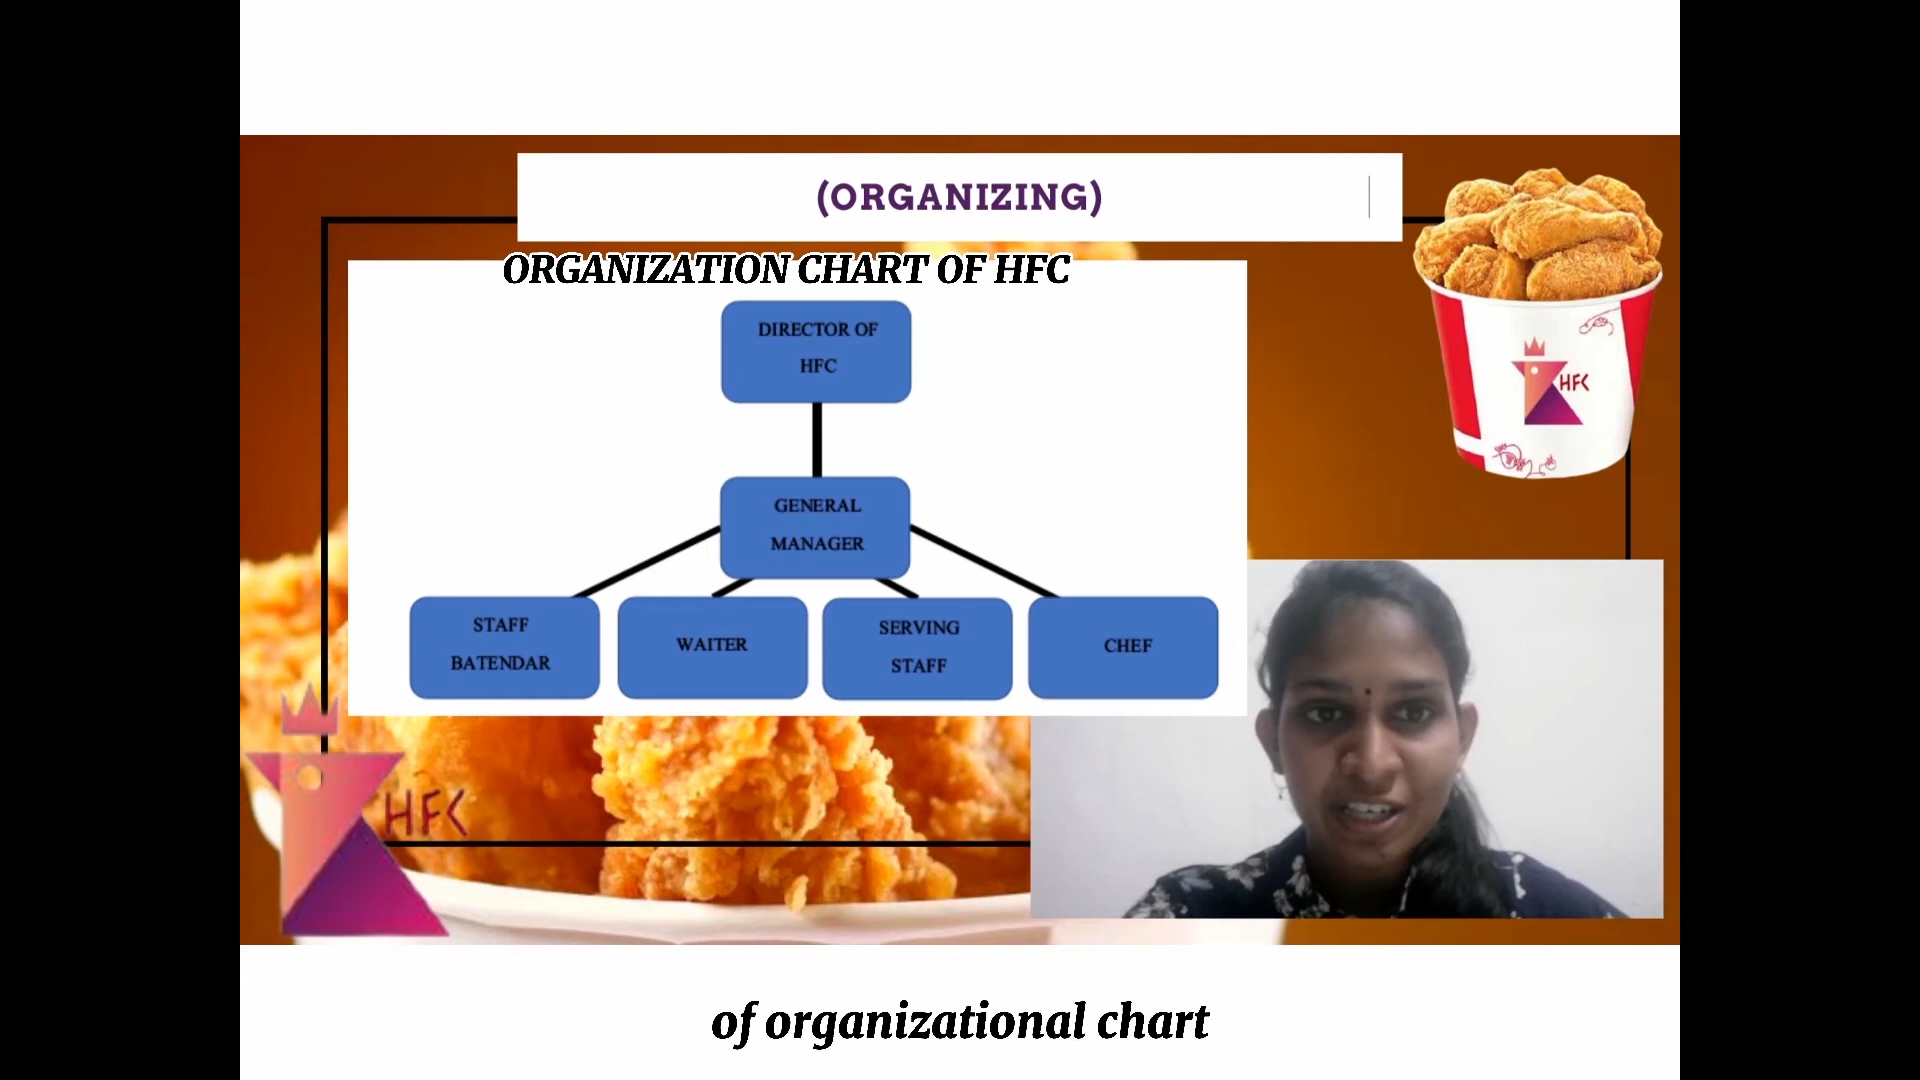 (ORGANIZING)
ORGANIZATION CHART OF HFC
DIRECTOR OF
HFC
GENERAL
MANAGER
STAFF
BATENDAR
WAITER
SERVING
STAFF
CHEF
HFC
HFC
of organizational chart